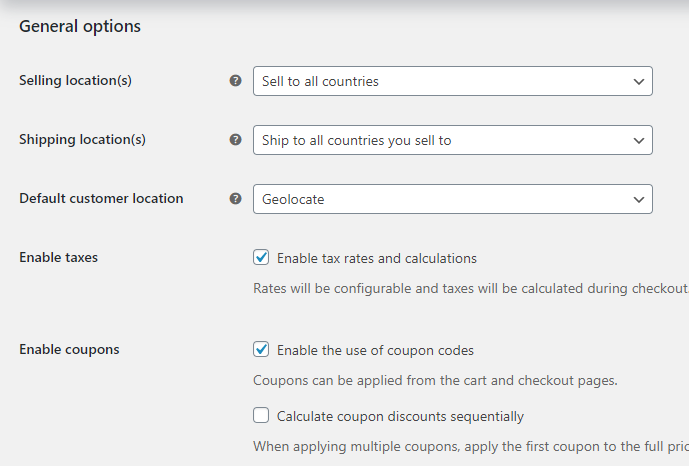 General options
Selling location(s)
Sell to all countries
Shipping location(s)
Ship to all countries you sell to
Default customer location
Geolocate
Enable taxes
Enable tax rates and calculations
Rates will be configurable and taxes will be calculated during checkout.
Enable coupons
Enable the use of coupon codes
Coupons can be applied from the cart and checkout pages.
Calculate coupon discounts sequentially
When applying multiple coupons, apply the first coupon to the full